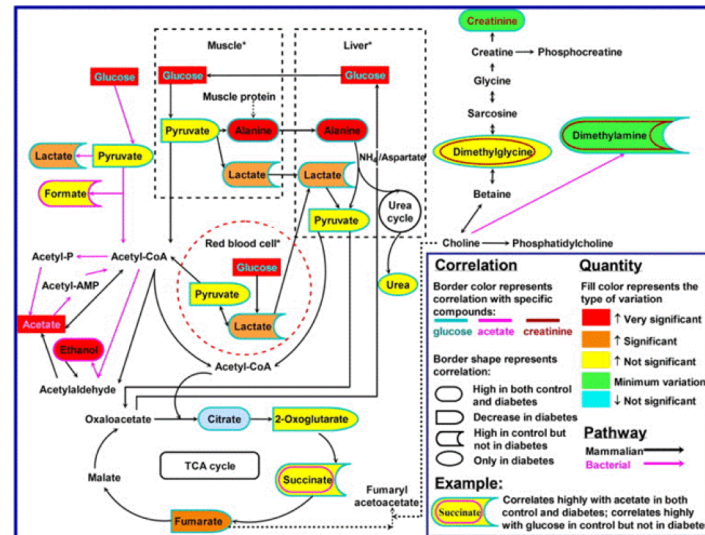 Creatinine
Creatine
Phosphocreatine
Glycine
Sarcosine
Dimethylglycine
Dimethylamine
Betaine
Choline
Phosphatidylcholine
Muscle*
Liver*
Glucose
Glucose
Glucose
Muscle protein
Lactate
Pyruvate
Pyruvate
Alanine
Alanine
NH4/Aspartate
Formate
Lactate
Lactate
Pyruvate
Urea
cycle
Urea
Red blood cell*
Glucose
Pyruvate
Lactate
Acetyl-P
Acetyl-CoA
Acetyl-AMP
Acetate
Ethanol
Acetylaldehyde
Acetyl-CoA
Oxaloacetate
Citrate
2-Oxoglutarate
TCA cycle
Malate
Succinate
Fumarate
Fumaryl
acetoacetate
Correlation
Border color represents
correlation with specific
compounds:
glucose acetate creatinine
Border shape represents
correlation:
High in both control
and diabetes
Decrease in diabetes
High in control but
not in diabetes
Only in diabetes
Quantity
Fill color represents the
type of variation
↑ Very significant
↑ Significant
↑ Not significant
Minimum variation
↓ Not significant
Pathway
Mammalian
Bacterial
Example:
Succinate
Correlates highly with acetate in both
control and diabetes; correlates highly
with glucose in control but not in diabete